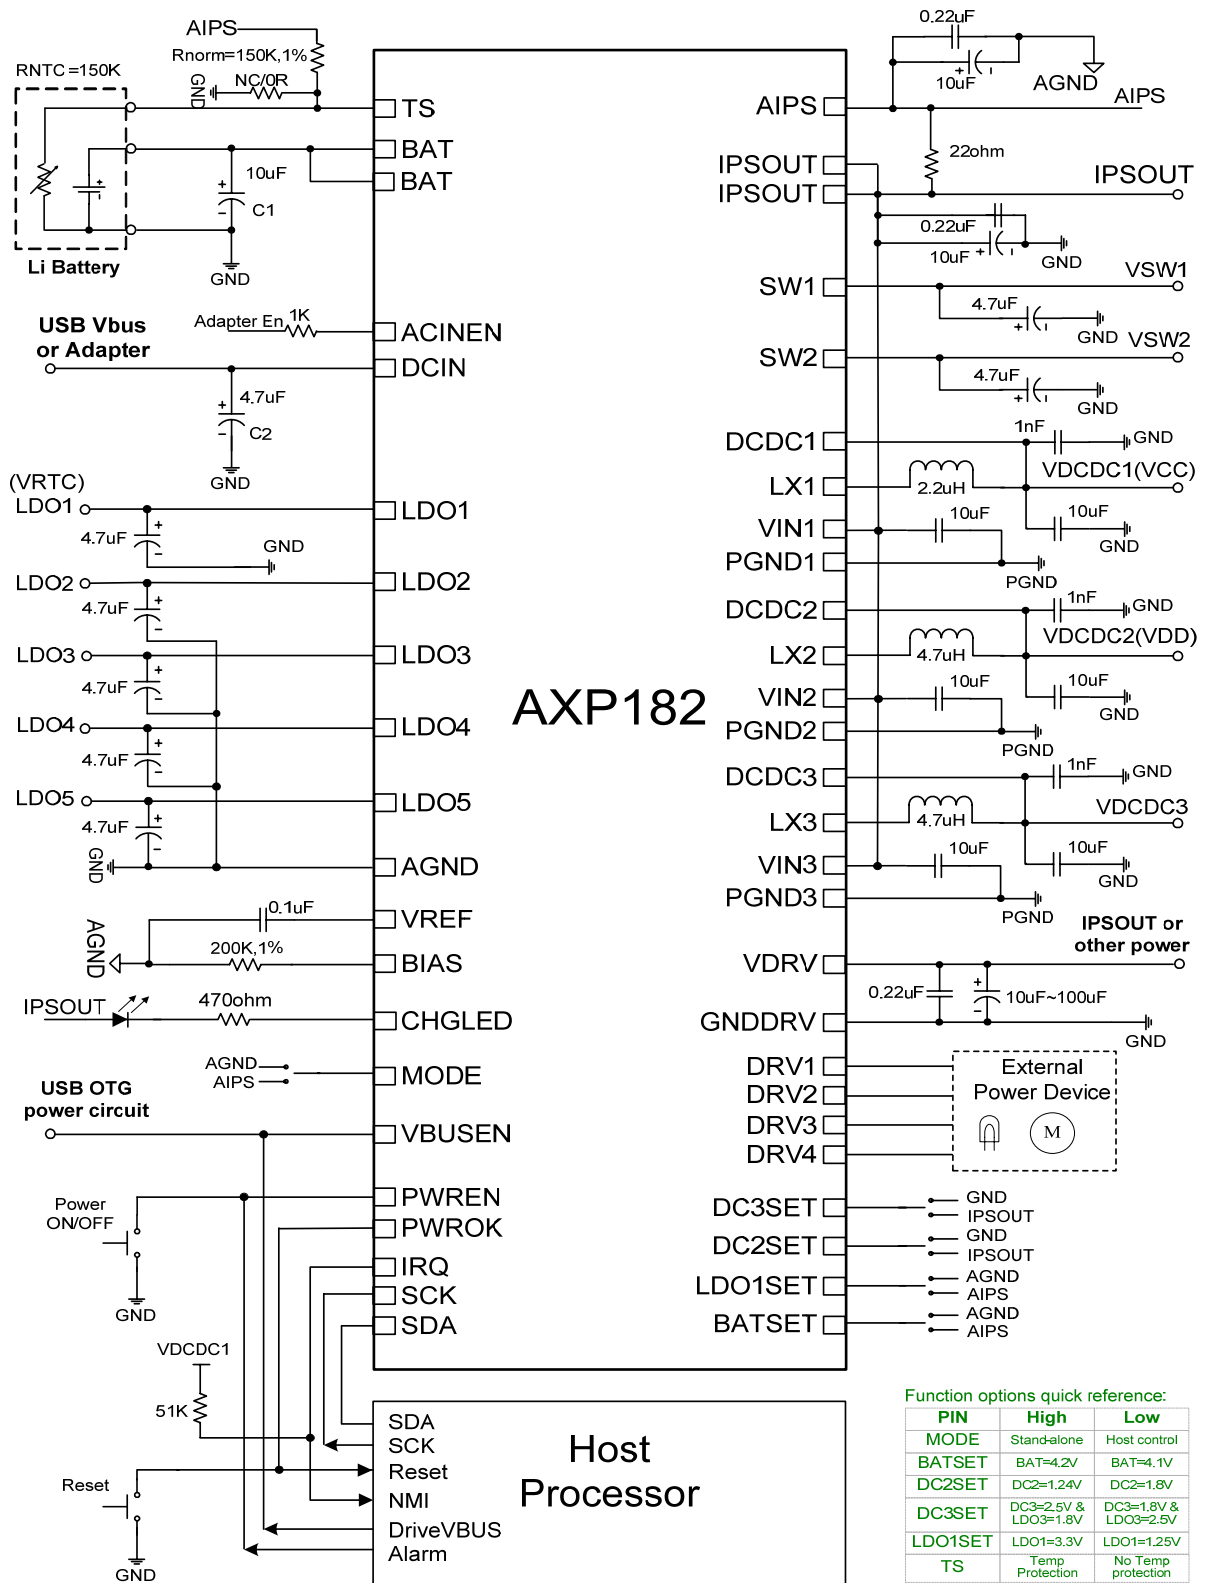 AIPS
Rnorm=150K,1%
RNTC=150K
NC/0R
GND
TS
BAT
BAT
10uF
C1
Li Battery
GND
USB Vbus
or Adapter
Adapter En
1K
ACINEN
DCIN
4.7uF
C2
GND
(VRTC)
LDO1
LDO1
4.7uF
GND
LDO2
LDO2
4.7uF
LDO3
LDO3
4.7uF
LDO4
LDO4
4.7uF
LDO5
LDO5
4.7uF
GND
AGND
0.1uF
VREF
AGND
200K,1%
BIAS
IPSOUT
470ohm
CHGLED
AGND
AIPS
MODE
USB OTG
power circuit
VBUSEN
Power
ON/OFF
PWREN
PWROK
IRQ
SCK
SDA
GND
VDCDC1
51K
Reset
GND
AXP182
0.22uF
10uF
AGND
AIPS
AIPS
22ohm
IPSOUT
IPSOUT
IPSOUT
0.22uF
10uF
GND
SW1
VSW1
4.7uF
GND
SW2
VSW2
4.7uF
GND
DCDC1
1nF
GND
LX1
2.2uH
VDCDC1(VCC)
VIN1
10uF
10uF
GND
PGND1
PGND
DCDC2
1nF
GND
LX2
4.7uH
VDCDC2(VDD)
VIN2
10uF
10uF
GND
PGND2
PGND
DCDC3
1nF
GND
LX3
4.7uH
VDCDC3
VIN3
10uF
10uF
GND
PGND3
PGND
IPSOUT or
other power
VDRV
0.22uF
10uF~100uF
GNDDRV
GND
DRV1
DRV2
DRV3
DRV4
External
Power Device
M
DC3SET
GND
IPSOUT
DC2SET
GND
IPSOUT
LDO1SET
AGND
AIPS
BATSET
AGND
AIPS
SDA
SCK
Reset
NMI
DriveVBUS
Alarm
Host
Processor
Function options quick reference:
PIN High Low
MODE Stand-alone Host control
BATSET BAT=4.2V BAT=4.1V
DC2SET DC2=1.24V DC2=1.8V
DC3SET DC3=2.5V & LDO3=1.8V DC3=1.8V & LDO3=2.5V
LDO1SET LDO1=3.3V LDO1=1.25V
TS Temp Protection No Temp protection